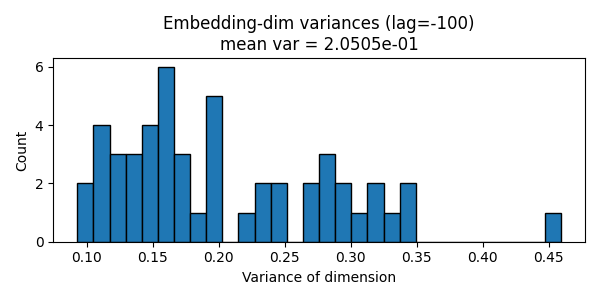 Embedding-dim variances (lag=-100)
mean var = 2.0505e-01
Count
6
4
2
0
0.10 0.15 0.20 0.25 0.30 0.35 0.40 0.45
Variance of dimension